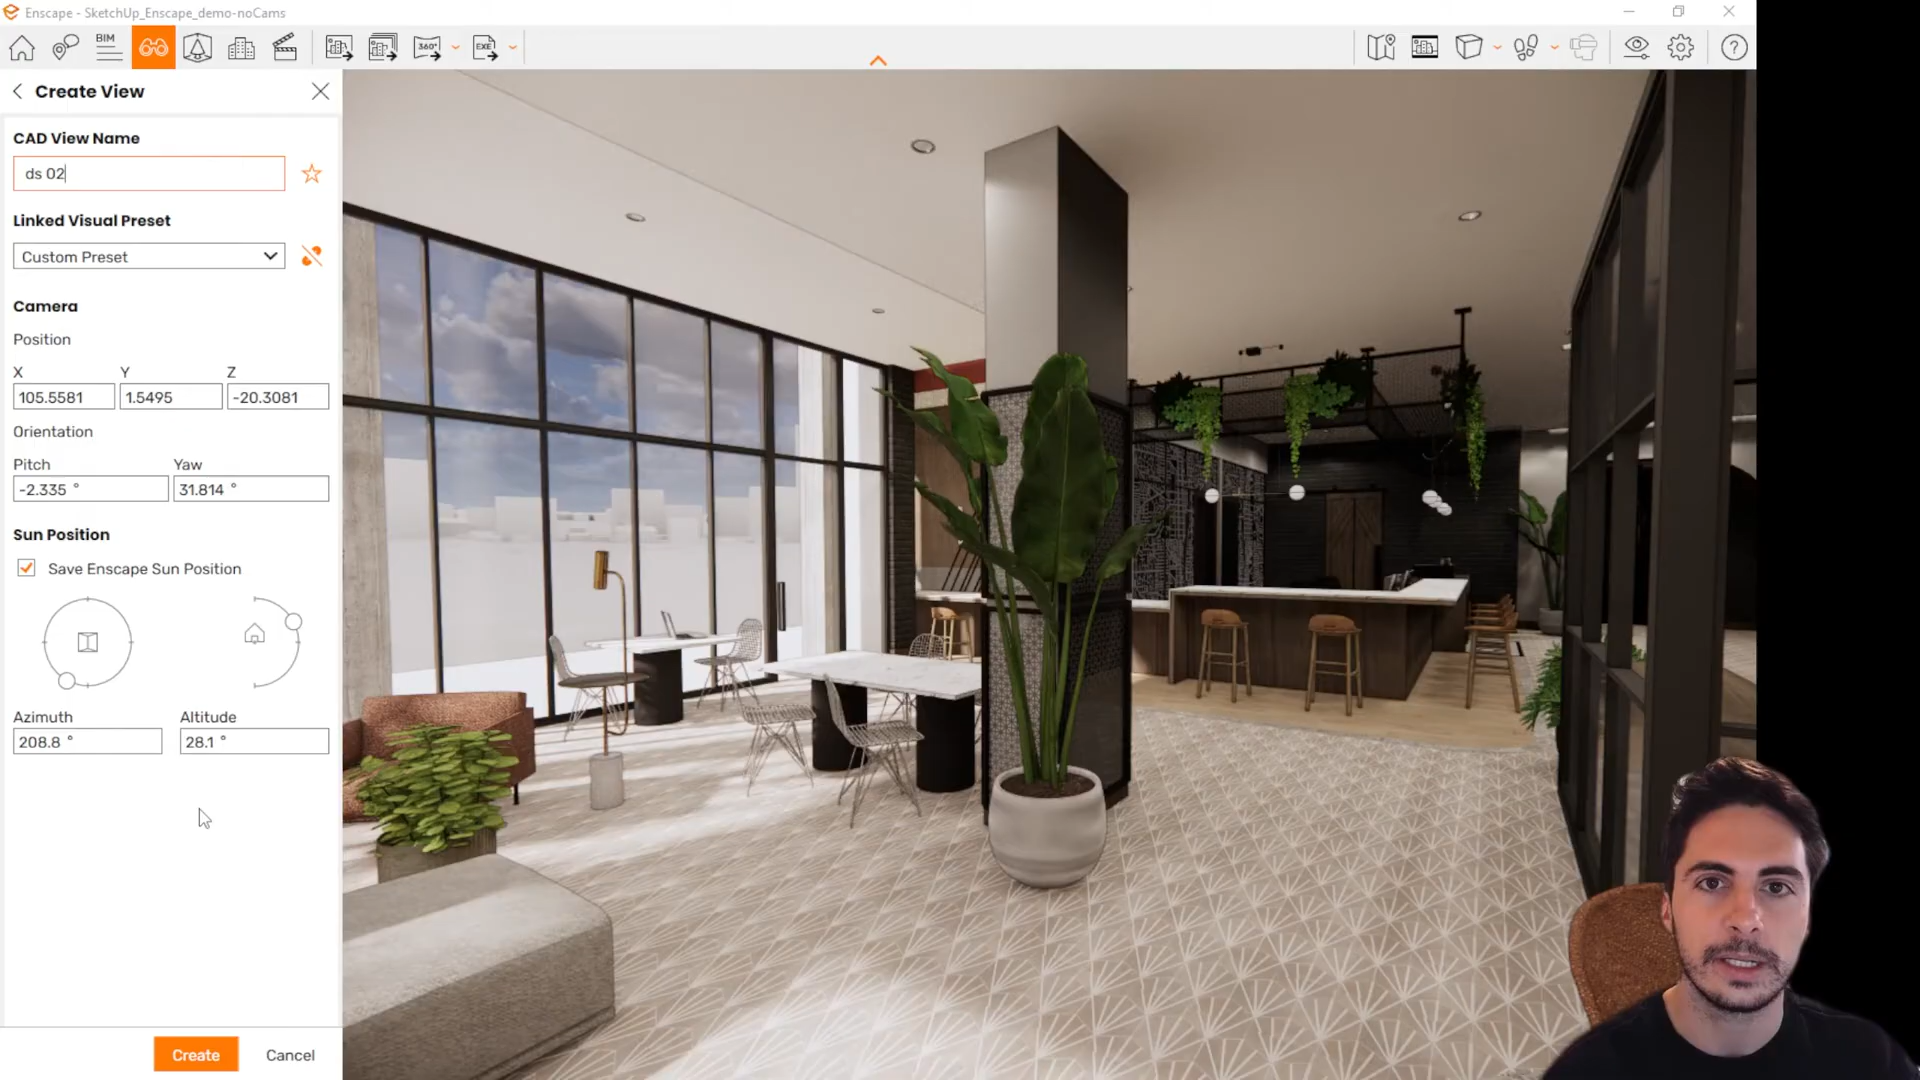 Enscape - SketchUp_Enscape_demo-noCams
BIM
360°
EXE
?
Create View
CAD View Name
ds 02
Linked Visual Preset
Custom Preset
Camera
Position
X Y Z
105.5581 1.5495 -20.3081
Orientation
Pitch Yaw
-2.335 ° 31.814 °
Sun Position
Save Enscape Sun Position
Azimuth Altitude
208.8 ° 28.1 °
Create Cancel